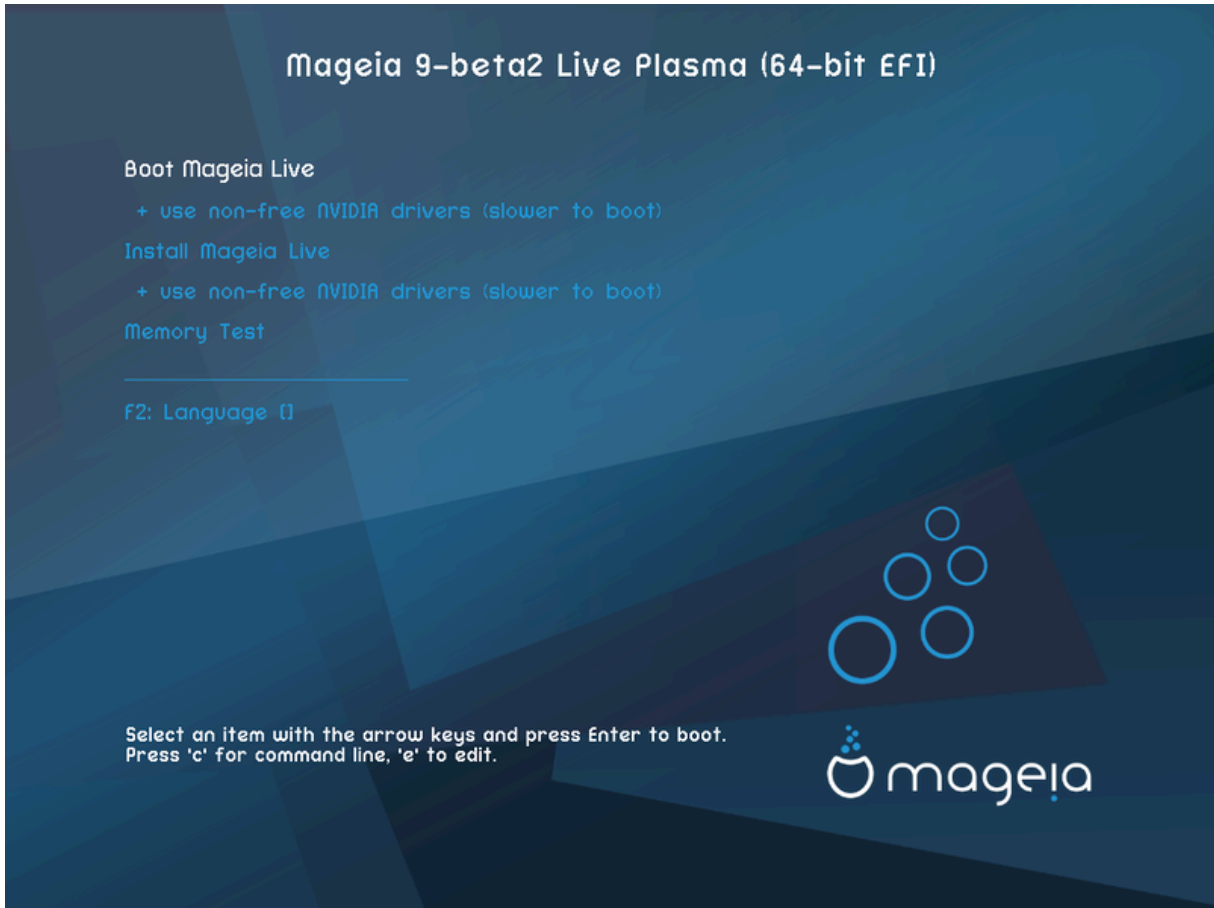 Mageia 9-beta2 Live Plasma (64-bit EFI)
Boot Mageia Live
+ use non-free NVIDIA drivers (slower to boot)
Install Mageia Live
+ use non-free NVIDIA drivers (slower to boot)
Memory Test
F2: Language []
Select an item with the arrow keys and press Enter to boot.
Press 'c' for command line, 'e' to edit.
mageia